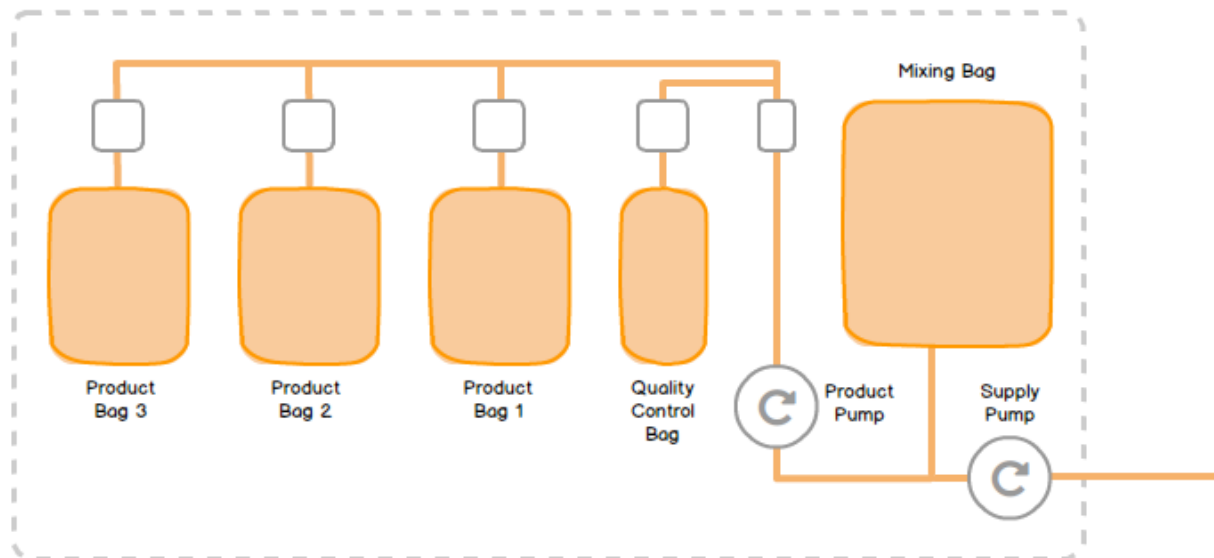 Mixing Bag
Product
Bag 3
Product
Bag 2
Product
Bag 1
Quality
Control
Bag
Product
Pump
Supply
Pump